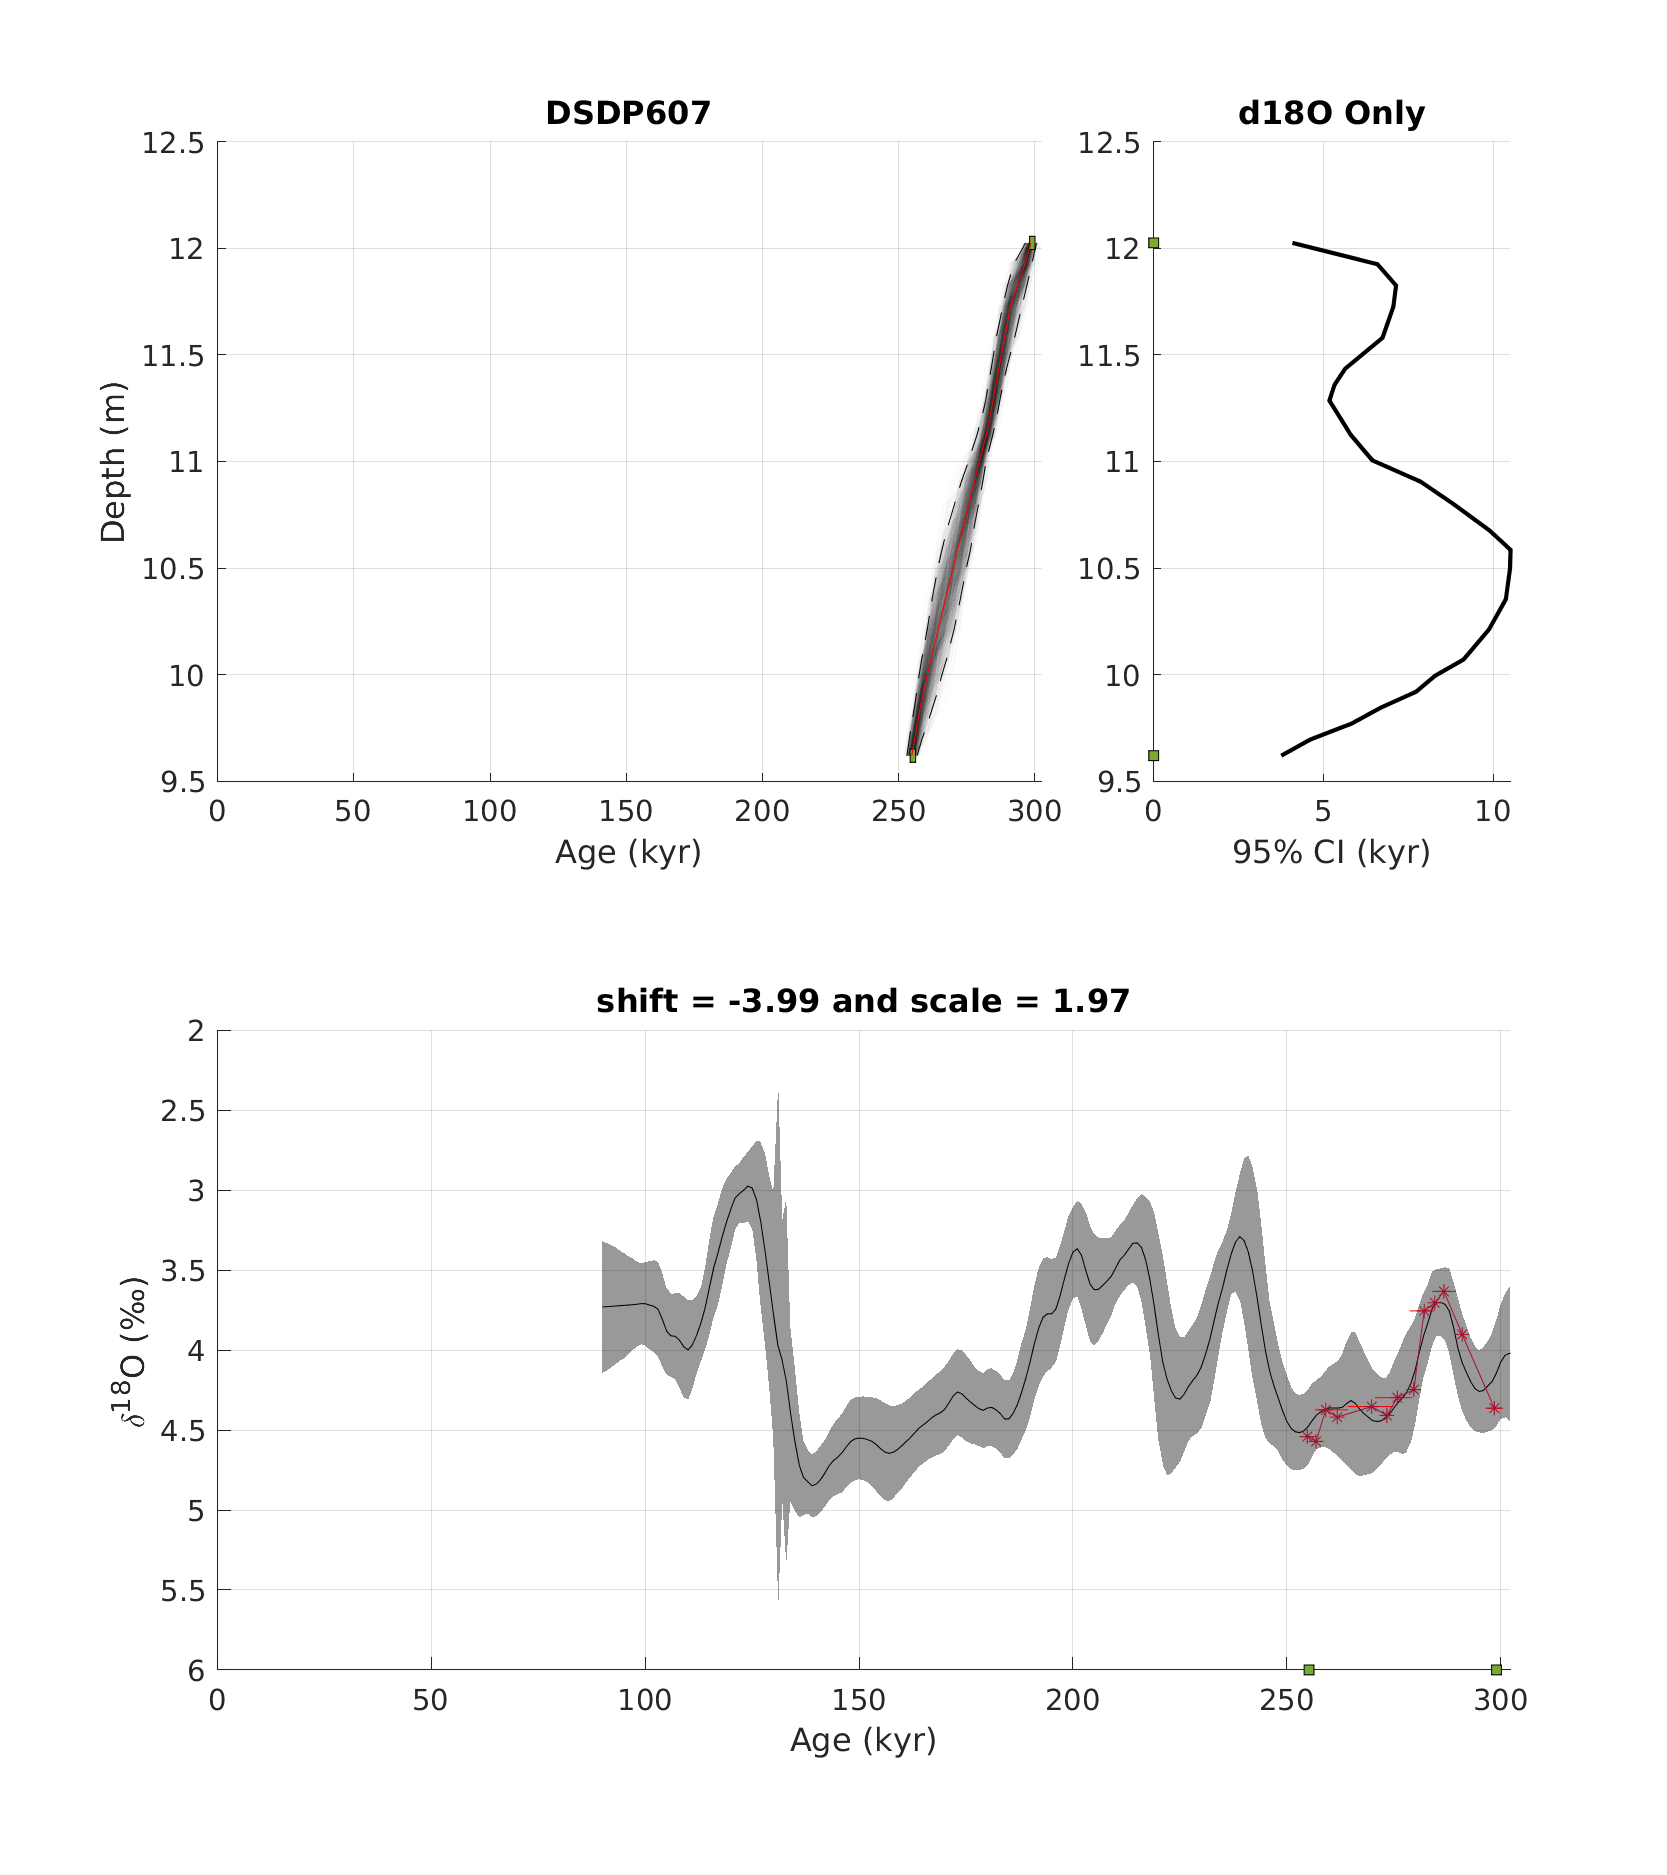 DSDP607
12.5
12
11.5
11
10.5
10
9.5
Depth (m)
0 50 100 150 200 250 300
Age (kyr)
d18O Only
12.5
12
11.5
11
10.5
10
9.5
0 5 10
95% CI (kyr)
shift = -3.99 and scale = 1.97
2
2.5
3
3.5
4
4.5
5
5.5
6
δ¹⁸O (‰)
0 50 100 150 200 250 300
Age (kyr)